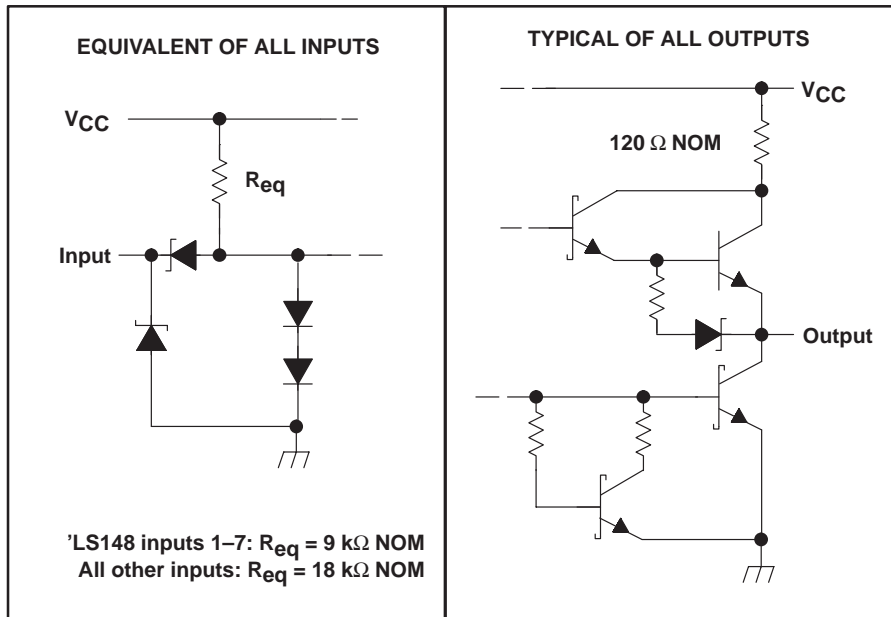 EQUIVALENT OF ALL INPUTS
VCC
Req
Input
'LS148 inputs 1–7: Req = 9 kΩ NOM
All other inputs: Req = 18 kΩ NOM
TYPICAL OF ALL OUTPUTS
VCC
120 Ω NOM
Output